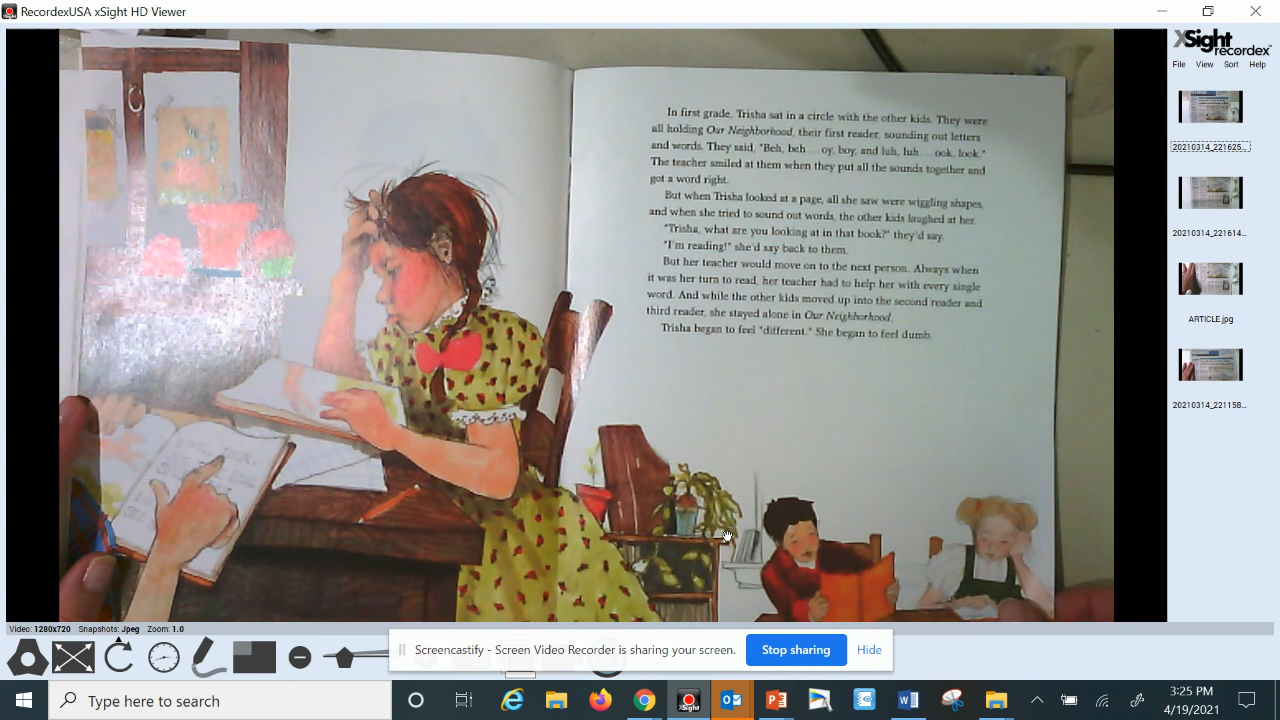 RecordexUSA xSight HD Viewer
XSight
recordex
File View Sort Help
20210314_221625...
20210314_221614...
ARTICLE.jpg
20210314_221158...
In first grade, Trisha sat in a circle with the other kids. They were
all holding Our Neighborhood, their first reader, sounding out letters
and words. They said, "Beh, beh . . . oy, boy, and luh, luh . . . ook, look."
The teacher smiled at them when they put all the sounds together and
got a word right.
But when Trisha looked at a page, all she saw were wiggling shapes,
and when she tried to sound out words, the other kids laughed at her.
"Trisha, what are you looking at in that book?" they'd say.
"I'm reading!" she'd say back to them.
But her teacher would move on to the next person. Always when
it was her turn to read, her teacher had to help her with every single
word. And while the other kids moved up into the second reader and
third reader, she stayed alone in Our Neighborhood.
Trisha began to feel "different." She began to feel dumb.
Video: 1280x720 Snapshots: Jpeg Zoom: 1.0
Screencastify - Screen Video Recorder is sharing your screen. Stop sharing Hide
Type here to search
xSight
3:25 PM
4/19/2021